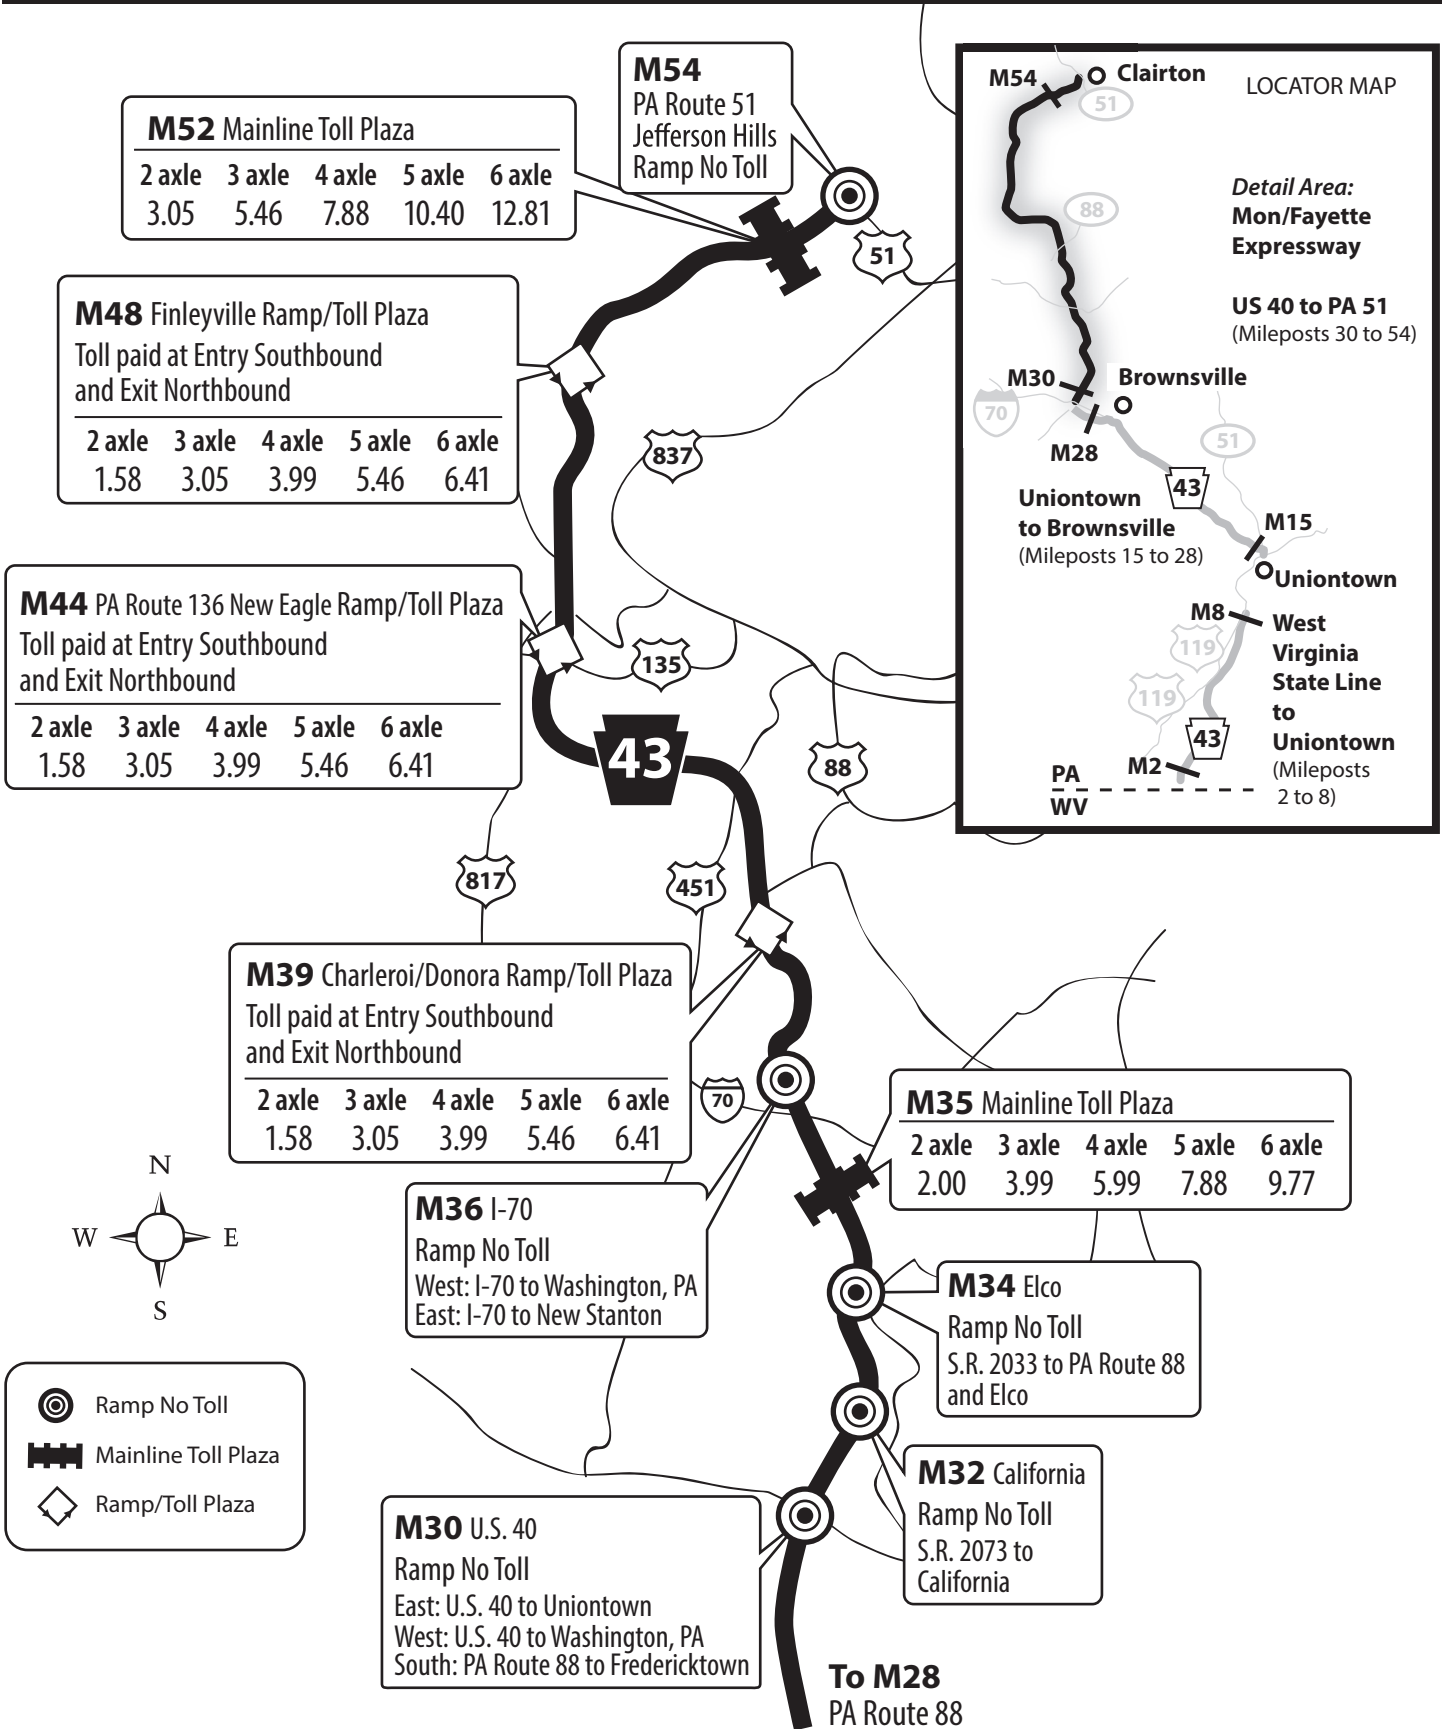 M54
PA Route 51
Jefferson Hills
Ramp No Toll
M52 Mainline Toll Plaza
2 axle 3 axle 4 axle 5 axle 6 axle
3.05 5.46 7.88 10.40 12.81
51
M48 Finleyville Ramp/Toll Plaza
Toll paid at Entry Southbound
and Exit Northbound
2 axle 3 axle 4 axle 5 axle 6 axle
1.58 3.05 3.99 5.46 6.41
837
M44 PA Route 136 New Eagle Ramp/Toll Plaza
Toll paid at Entry Southbound
and Exit Northbound
2 axle 3 axle 4 axle 5 axle 6 axle
1.58 3.05 3.99 5.46 6.41
135
43
88
817
451
M39 Charleroi/Donora Ramp/Toll Plaza
Toll paid at Entry Southbound
and Exit Northbound
2 axle 3 axle 4 axle 5 axle 6 axle
1.58 3.05 3.99 5.46 6.41
70
M35 Mainline Toll Plaza
2 axle 3 axle 4 axle 5 axle 6 axle
2.00 3.99 5.99 7.88 9.77
M36 I-70
Ramp No Toll
West: I-70 to Washington, PA
East: I-70 to New Stanton
M34 Elco
Ramp No Toll
S.R. 2033 to PA Route 88
and Elco
M32 California
Ramp No Toll
S.R. 2073 to
California
M30 U.S. 40
Ramp No Toll
East: U.S. 40 to Uniontown
West: U.S. 40 to Washington, PA
South: PA Route 88 to Fredericktown
To M28
PA Route 88
N
W E
S
Ramp No Toll
Mainline Toll Plaza
Ramp/Toll Plaza
LOCATOR MAP
M54
Clairton
51
Detail Area:
Mon/Fayette
Expressway
88
US 40 to PA 51
(Mileposts 30 to 54)
M30
Brownsville
70
M28
51
43
Uniontown
to Brownsville
(Mileposts 15 to 28)
M15
Uniontown
M8
119
119
West
Virginia
State Line
to
Uniontown
(Mileposts
2 to 8)
43
M2
PA
WV